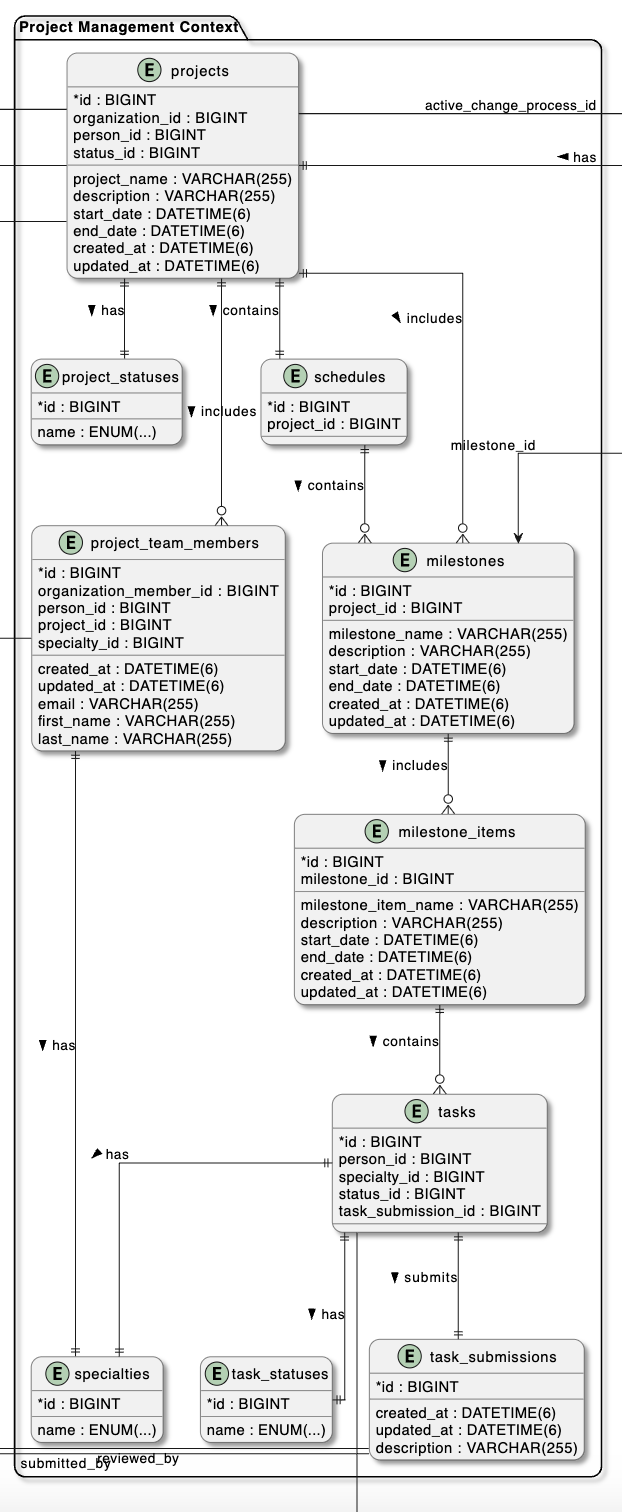 Project Management Context
E projects
*id : BIGINT
organization_id : BIGINT
person_id : BIGINT
status_id : BIGINT
project_name : VARCHAR(255)
description : VARCHAR(255)
start_date : DATETIME(6)
end_date : DATETIME(6)
created_at : DATETIME(6)
updated_at : DATETIME(6)
active_change_process_id
has
has
contains
includes
includes
E project_statuses
*id : BIGINT
name : ENUM(...)
E schedules
*id : BIGINT
project_id : BIGINT
milestone_id
contains
E project_team_members
*id : BIGINT
organization_member_id : BIGINT
person_id : BIGINT
project_id : BIGINT
specialty_id : BIGINT
created_at : DATETIME(6)
updated_at : DATETIME(6)
email : VARCHAR(255)
first_name : VARCHAR(255)
last_name : VARCHAR(255)
E milestones
*id : BIGINT
project_id : BIGINT
milestone_name : VARCHAR(255)
description : VARCHAR(255)
start_date : DATETIME(6)
end_date : DATETIME(6)
created_at : DATETIME(6)
updated_at : DATETIME(6)
includes
E milestone_items
*id : BIGINT
milestone_id : BIGINT
milestone_item_name : VARCHAR(255)
description : VARCHAR(255)
start_date : DATETIME(6)
end_date : DATETIME(6)
created_at : DATETIME(6)
updated_at : DATETIME(6)
has
contains
E tasks
*id : BIGINT
person_id : BIGINT
specialty_id : BIGINT
status_id : BIGINT
task_submission_id : BIGINT
has
submits
has
E specialties
*id : BIGINT
name : ENUM(...)
E task_statuses
*id : BIGINT
name : ENUM(...)
E task_submissions
*id : BIGINT
created_at : DATETIME(6)
updated_at : DATETIME(6)
description : VARCHAR(255)
submitted_by
reviewed_by